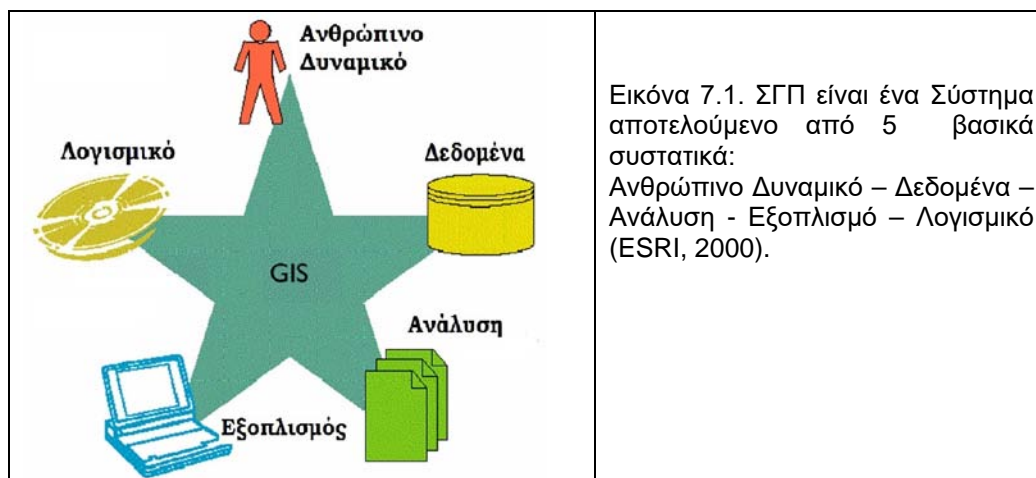 Ανθρώπινο
Δυναμικό
Λογισμικό
Δεδομένα
GIS
Ανάλυση
Εξοπλισμός
Εικόνα 7.1. ΣΓΠ είναι ένα Σύστημα
αποτελούμενο από 5 βασικά
συστατικά:
Ανθρώπινο Δυναμικό – Δεδομένα –
Ανάλυση - Εξοπλισμό – Λογισμικό
(ESRI, 2000).